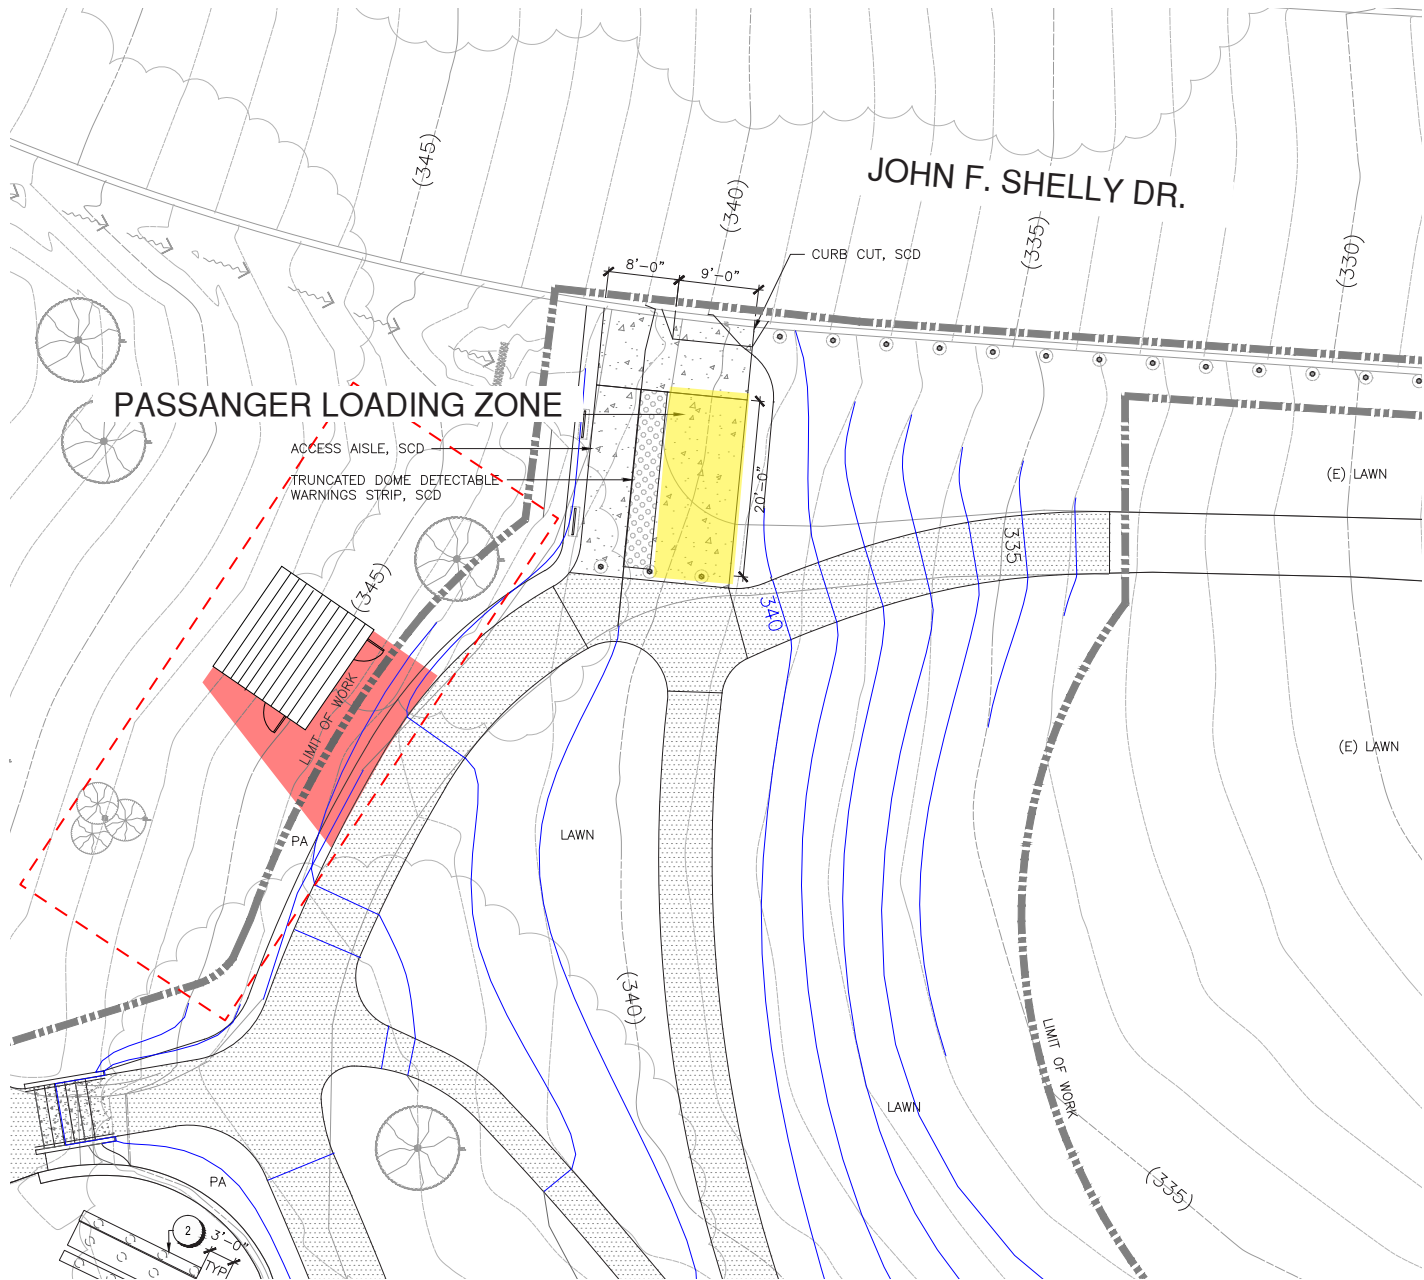 (345)
JOHN F. SHELLY DR.
(340)
(335)
(330)
CURB CUT, SCD
8'-0"
9'-0"
PASSANGER LOADING ZONE
ACCESS AISLE, SCD
TRUNCATED DOME DETECTABLE
WARNINGS STRIP, SCD
20'-0"
(E) LAWN
335
(345)
340
LIMIT OF WORK
(E) LAWN
PA
LAWN
(340)
LIMIT OF WORK
LAWN
PA
(335)
2
3'-0"
TYP